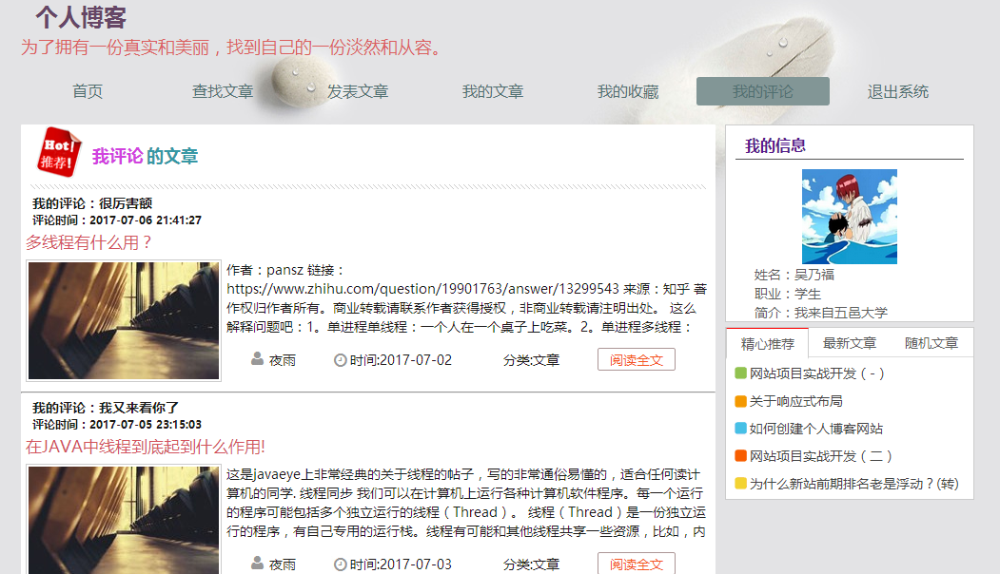 个人博客
为了拥有一份真实和美丽，找到自己的一份淡然和从容。
首页 查找文章 发表文章 我的文章 我的收藏 我的评论 退出系统
Hot!
推荐!
我评论 的文章
我的评论：很厉害额
评论时间：2017-07-06 21:41:27
多线程有什么用？
作者：pansz 链接：
https://www.zhihu.com/question/19901763/answer/13299543 来源：知乎 著
作权归作者所有。商业转载请联系作者获得授权，非商业转载请注明出处。 这么
解释问题吧：1。单进程单线程：一个人在一个桌子上吃菜。2。单进程多线程：
夜雨 时间:2017-07-02 分类:文章 阅读全文
我的评论：我又来看你了
评论时间：2017-07-05 23:15:03
在JAVA中线程到底起到什么作用!
这是javaeye上非常经典的关于线程的帖子，写的非常通俗易懂的，适合任何读计
算机的同学. 线程同步 我们可以在计算机上运行各种计算机软件程序。每一个运行
的程序可能包括多个独立运行的线程（Thread）。 线程（Thread）是一份独立运
行的程序，有自己专用的运行栈。线程有可能和其他线程共享一些资源，比如，内
夜雨 时间:2017-07-03 分类:文章 阅读全文
我的信息
姓名：吴乃福
职业：学生
简介：我来自五邑大学
精心推荐 最新文章 随机文章
网站项目实战开发（-）
关于响应式布局
如何创建个人博客网站
网站项目实战开发（二）
为什么新站前期排名老是浮动？(转)